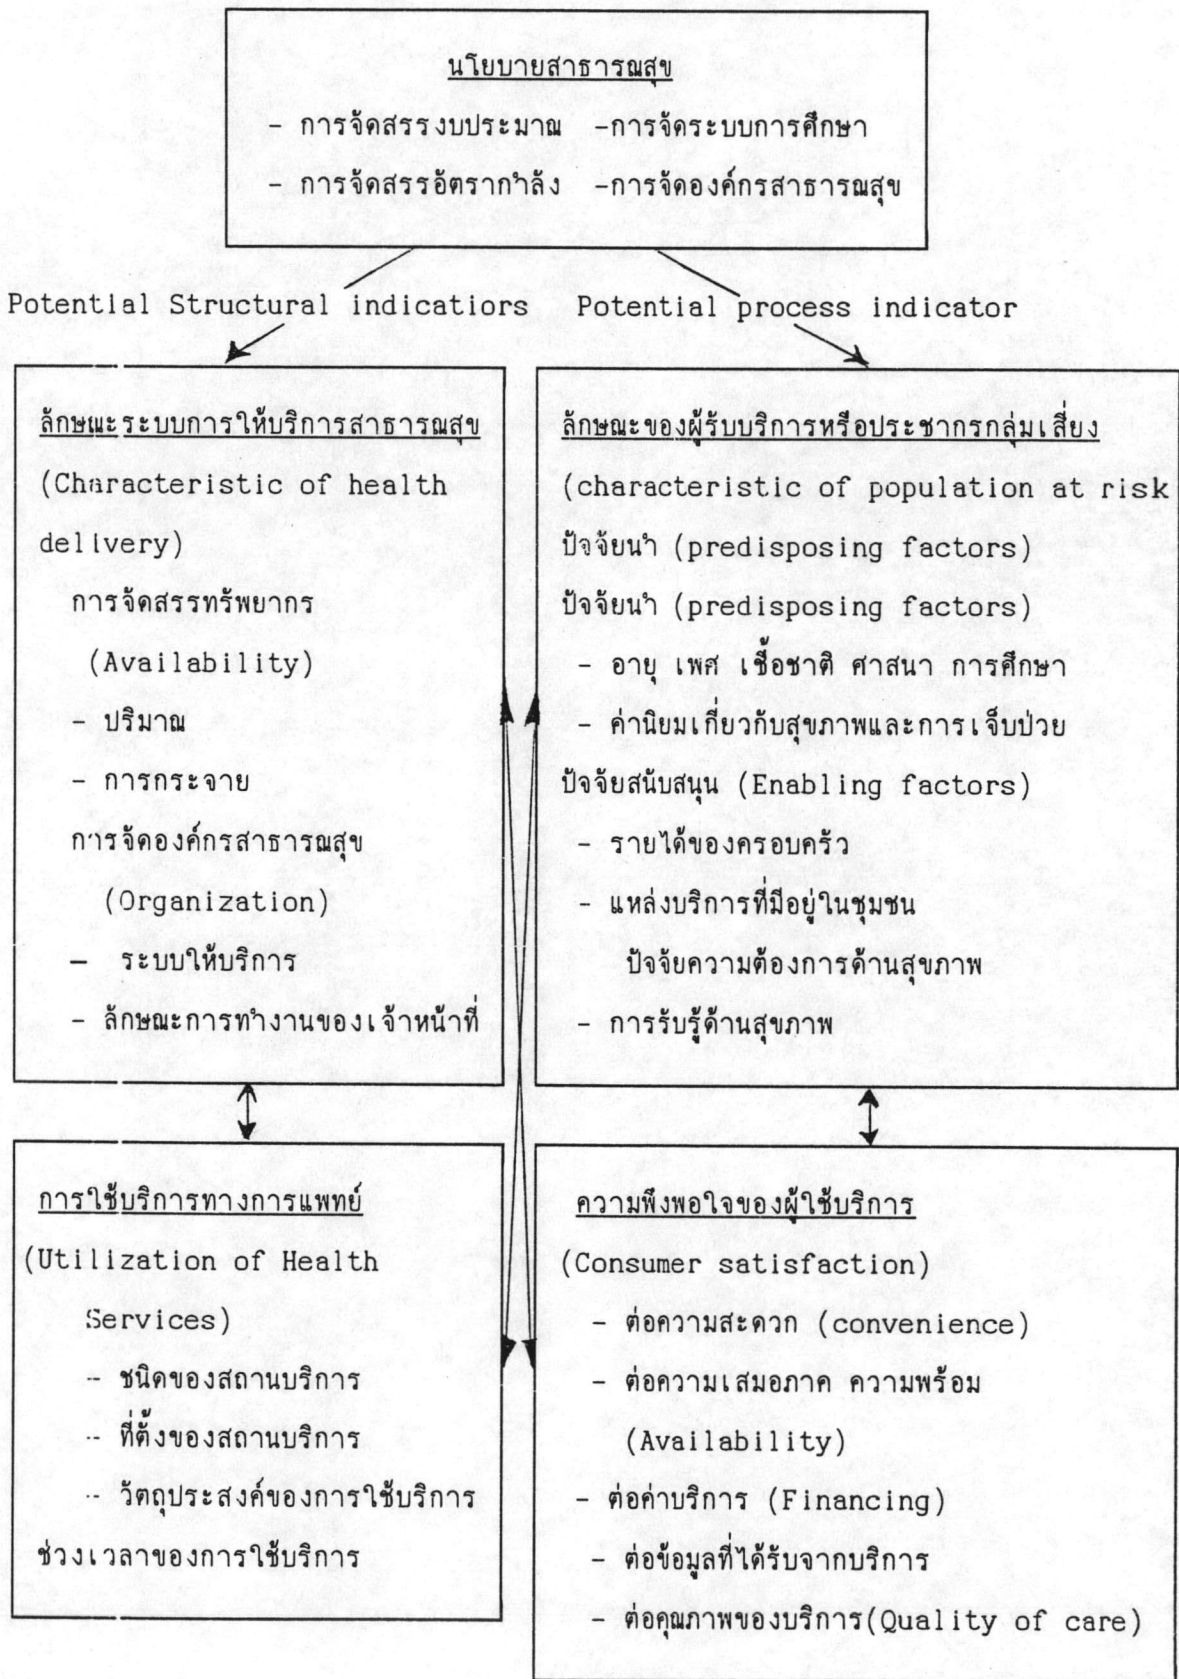 นโยบายสาธารณสุข
- การจัดสรรงบประมาณ -การจัดระบบการศึกษา
- การจัดสรรอัตรากำลัง -การจัดองค์กรสาธารณสุข
Potential Structural indicatiors Potential process indicator
ลักษณะระบบการให้บริการสาธารณสุข
(Characteristic of health
delivery)
การจัดสรรทรัพยากร
(Availability)
- ปริมาณ
- การกระจาย
การจัดองค์กรสาธารณสุข
(Organization)
- ระบบให้บริการ
- ลักษณะการทำงานของเจ้าหน้าที่
ลักษณะของผู้รับบริการหรือประชากรกลุ่มเสี่ยง
(characteristic of population at risk
ปัจจัยนำ (predisposing factors)
ปัจจัยนำ (predisposing factors)
- อายุ เพศ เชื้อชาติ ศาสนา การศึกษา
- ค่านิยมเกี่ยวกับสุขภาพและการเจ็บป่วย
ปัจจัยสนับสนุน (Enabling factors)
- รายได้ของครอบครัว
- แหล่งบริการที่มีอยู่ในชุมชน
ปัจจัยความต้องการด้านสุขภาพ
- การรับรู้ด้านสุขภาพ
การใช้บริการทางการแพทย์
(Utilization of Health
Services)
- ชนิดของสถานบริการ
- ที่ตั้งของสถานบริการ
- วัตถุประสงค์ของการใช้บริการ
ช่วงเวลาของการใช้บริการ
ความพึงพอใจของผู้ใช้บริการ
(Consumer satisfaction)
- ต่อความสะดวก (convenience)
- ต่อความเสมอภาค ความพร้อม
(Availability)
- ต่อค่าบริการ (Financing)
- ต่อข้อมูลที่ได้รับจากบริการ
- ต่อคุณภาพของบริการ(Quality of care)